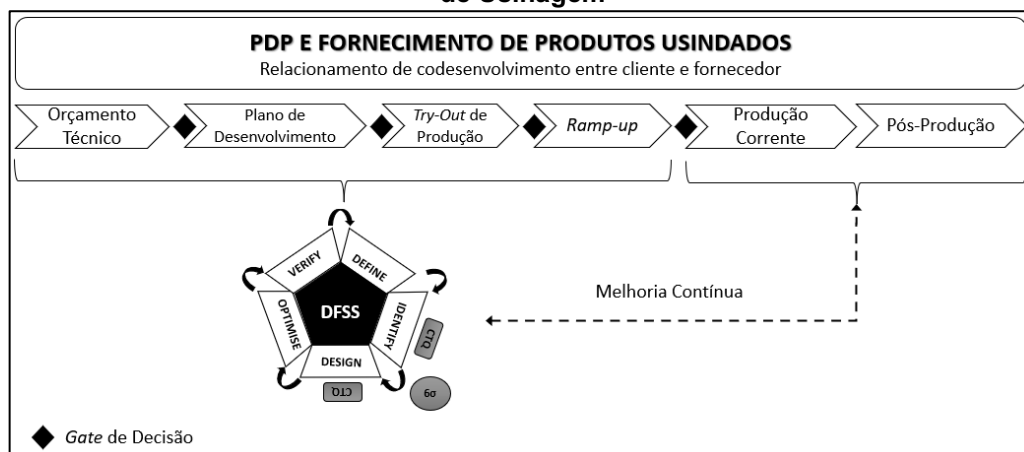 de Usinagem
PDP E FORNECIMENTO DE PRODUTOS USINDADOS
Relacionamento de codesenvolvimento entre cliente e fornecedor
Orçamento
Técnico
Plano de
Desenvolvimento
Try-Out de
Produção
Ramp-up
Produção
Corrente
Pós-Produção
VERIFY
DEFINE
OPTIMISE
DFSS
IDENTIFY
CTQ
DESIGN
CTQ
6σ
Melhoria Contínua
Gate de Decisão